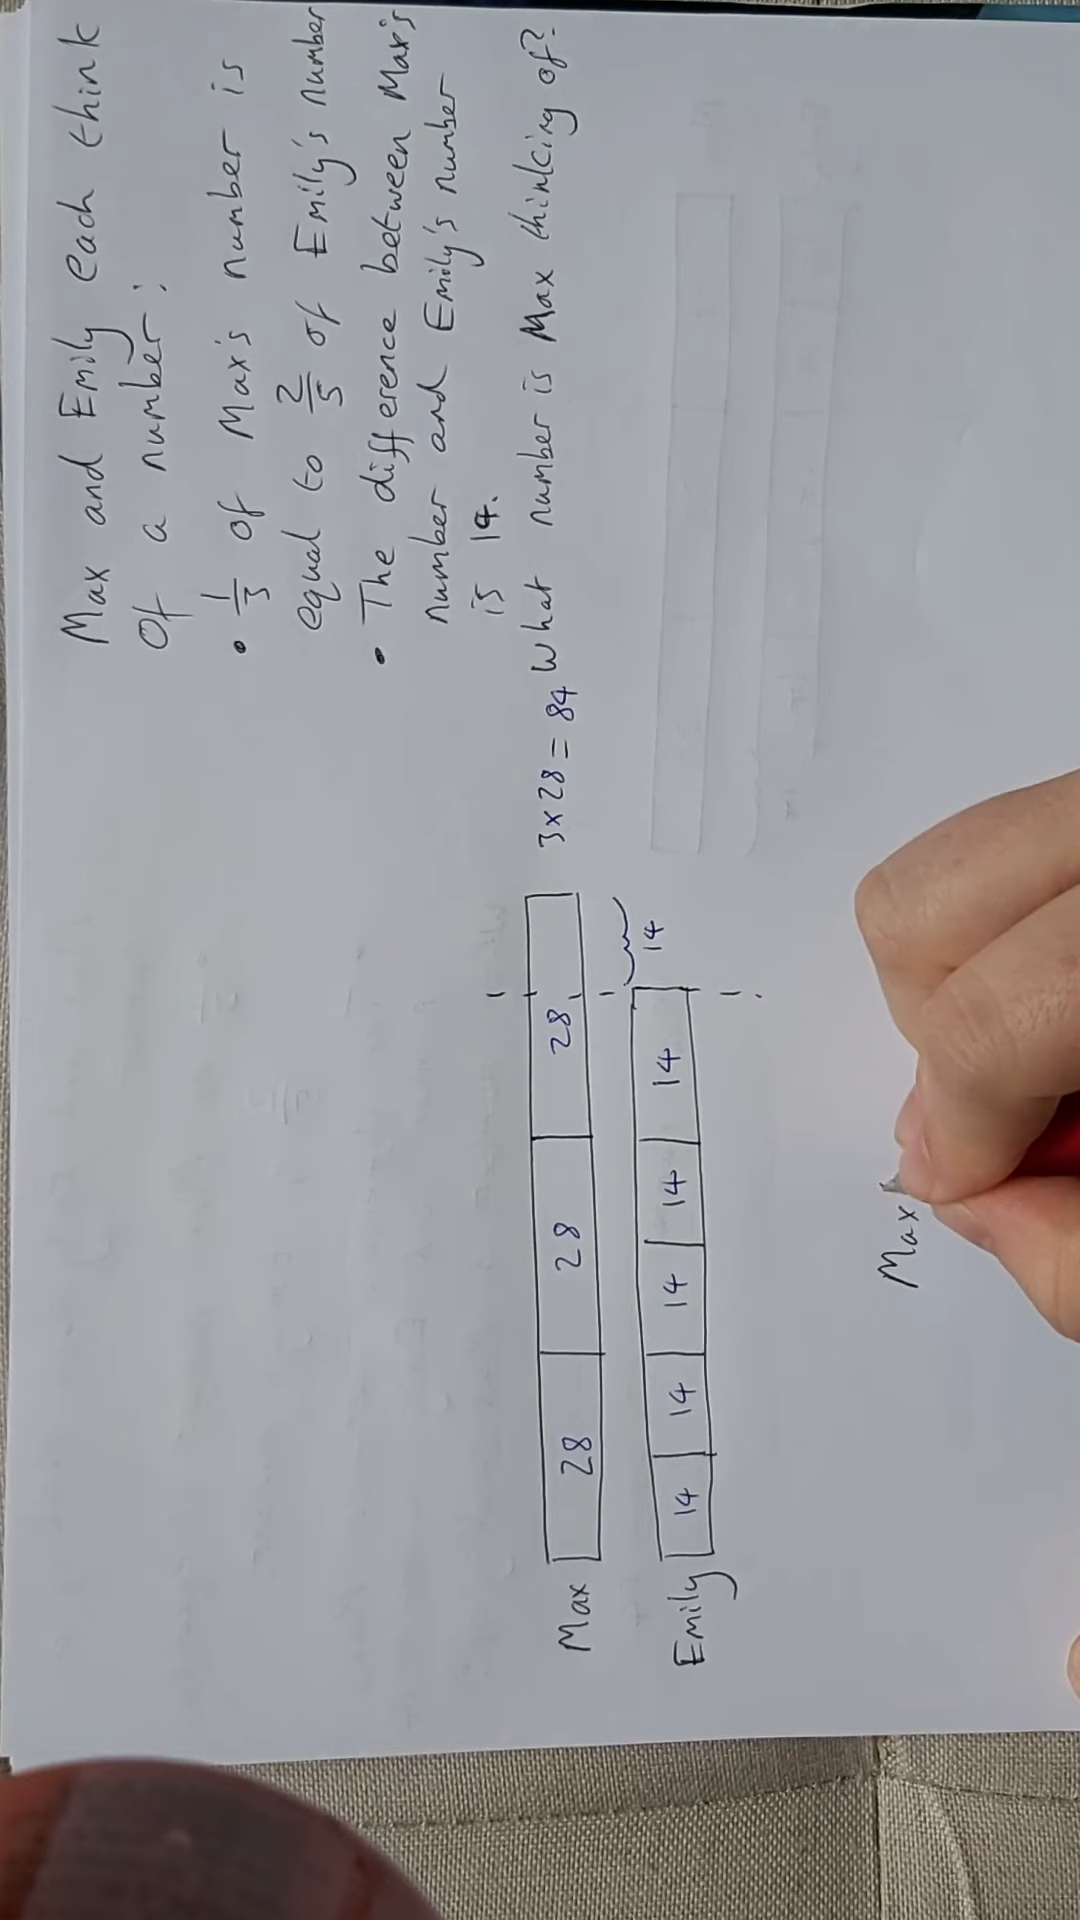 Max and Emily each think
of a number:
• 1/3 of Max's number is
equal to 2/5 of Emily's number
• The difference between Max's
number and Emily's number
is 14.
What number is Max thinking of?
3 x 28 = 84
Max 28 28 28
14
Emily 14 14 14 14 14
Max